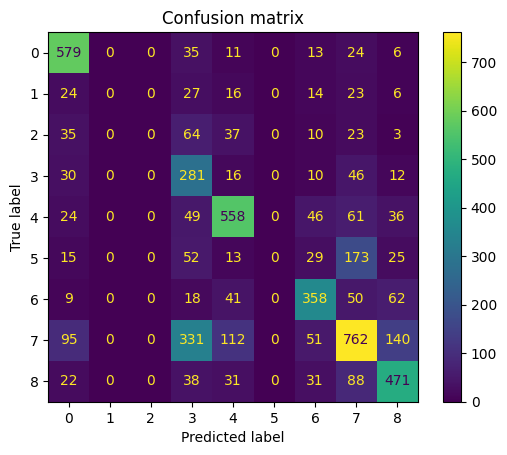 Confusion matrix
0 579 0 0 35 11 0 13 24 6
1 24 0 0 27 16 0 14 23 6
2 35 0 0 64 37 0 10 23 3
3 30 0 0 281 16 0 10 46 12
4 24 0 0 49 558 0 46 61 36
5 15 0 0 52 13 0 29 173 25
6 9 0 0 18 41 0 358 50 62
7 95 0 0 331 112 0 51 762 140
8 22 0 0 38 31 0 31 88 471
0 1 2 3 4 5 6 7 8
True label
Predicted label
700
600
500
400
300
200
100
0